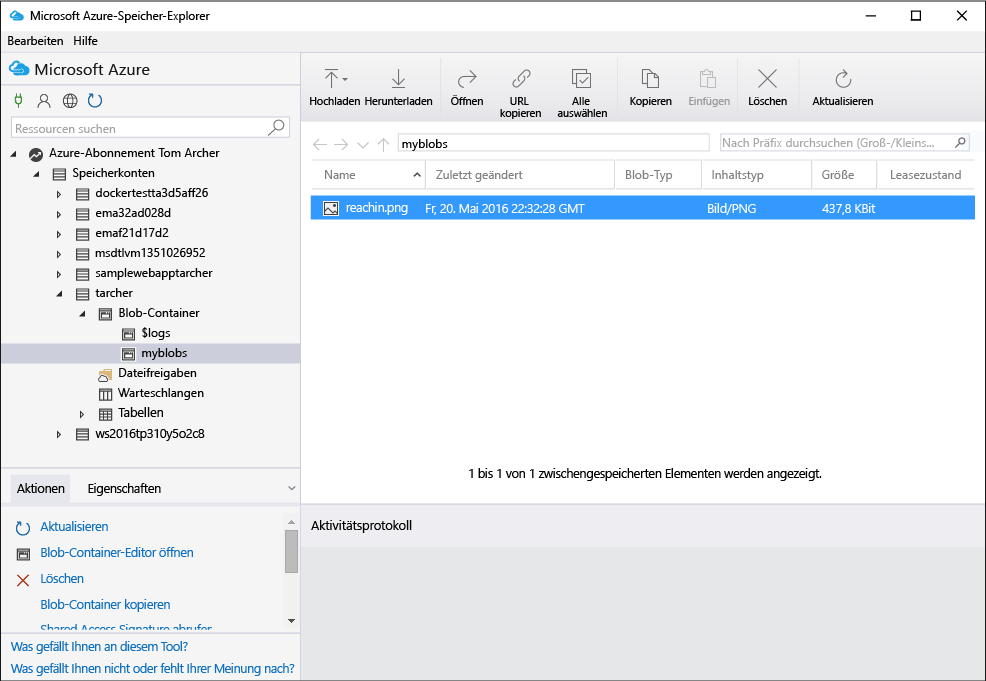 Microsoft Azure-Speicher-Explorer
Bearbeiten Hilfe
Microsoft Azure
Ressourcen suchen
Azure-Abonnement Tom Archer
Speicherkonten
dockertestta3d5aff26
ema32ad028d
emaf21d17d2
msdtlvm1351026952
samplewebapptarcher
tarcher
Blob-Container
$logs
myblobs
Dateifreigaben
Warteschlangen
Tabellen
ws2016tp310y5o2c8
Aktionen Eigenschaften
Aktualisieren
Blob-Container-Editor öffnen
Löschen
Blob-Container kopieren
Shared Access Signature abrufen
Was gefällt Ihnen an diesem Tool?
Was gefällt Ihnen nicht oder fehlt Ihrer Meinung nach?
Hochladen Herunterladen Öffnen URL kopieren Alle auswählen Kopieren Einfügen Löschen Aktualisieren
myblobs Nach Präfix durchsuchen (Groß-/Kleins...
Name Zuletzt geändert Blob-Typ Inhaltstyp Größe Leasezustand
reachin.png Fr, 20. Mai 2016 22:32:28 GMT Bild/PNG 437,8 KBit
1 bis 1 von 1 zwischengespeicherten Elementen werden angezeigt.
Aktivitätsprotokoll